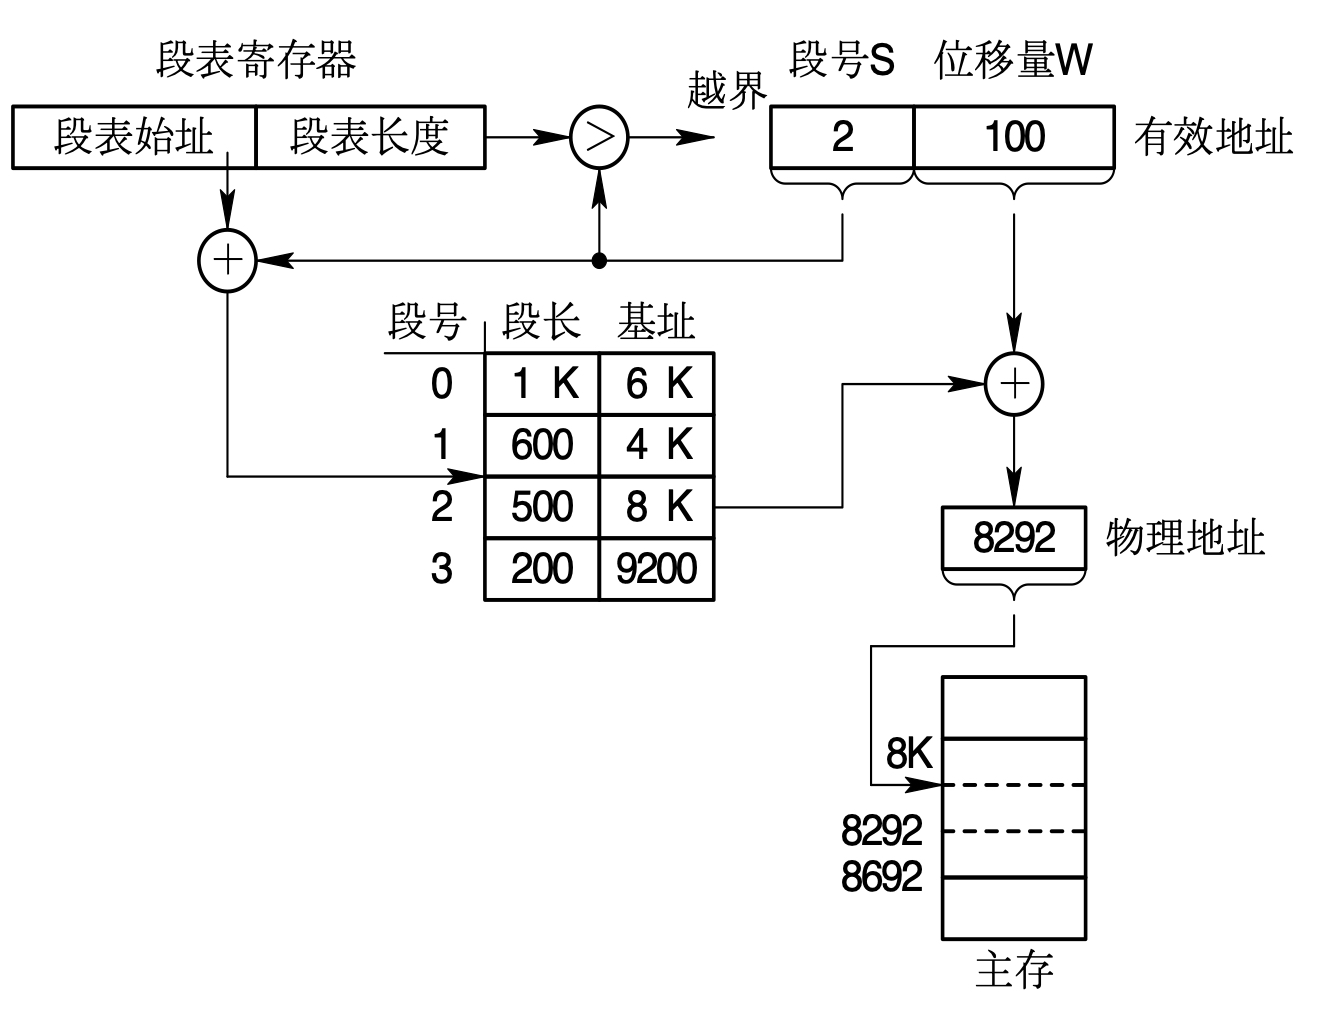 段表寄存器
越界
段号S 位移量W
段表始址 段表长度 > 2 100 有效地址
+
段号 段长 基址
0 1 K 6 K
+
1 600 4 K
2 500 8 K
8292 物理地址
3 200 9200
8K
8292
8692
主存